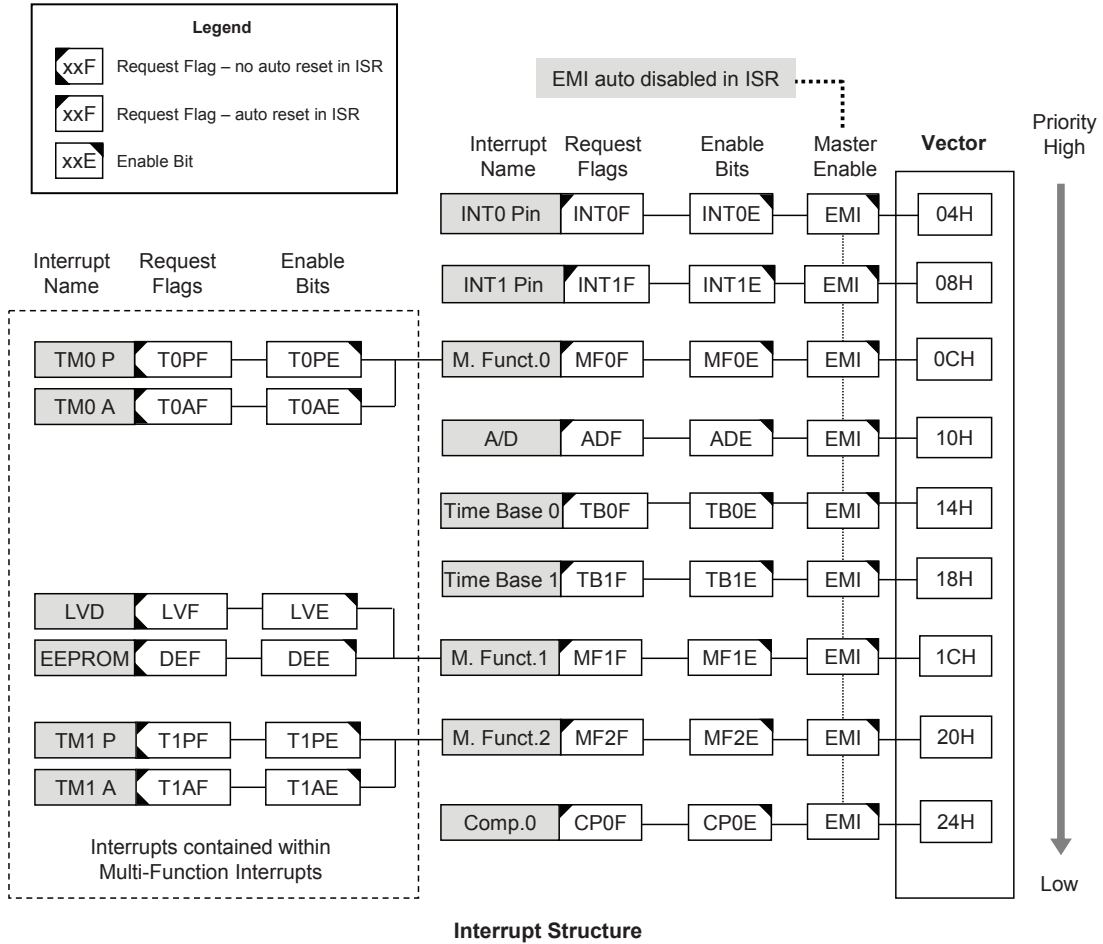 Legend
xxF Request Flag – no auto reset in ISR
xxF Request Flag – auto reset in ISR
xxE Enable Bit
EMI auto disabled in ISR
Interrupt Name
Request Flags
Enable Bits
Master Enable
Vector
Priority High
INT0 Pin INT0F INT0E EMI 04H
INT1 Pin INT1F INT1E EMI 08H
Interrupt Name
Request Flags
Enable Bits
TM0 P T0PF T0PE M. Funct.0 MF0F MF0E EMI 0CH
TM0 A T0AF T0AE
A/D ADF ADE EMI 10H
Time Base 0 TB0F TB0E EMI 14H
Time Base 1 TB1F TB1E EMI 18H
LVD LVF LVE
EEPROM DEF DEE M. Funct.1 MF1F MF1E EMI 1CH
TM1 P T1PF T1PE M. Funct.2 MF2F MF2E EMI 20H
TM1 A T1AF T1AE
Comp.0 CP0F CP0E EMI 24H
Interrupts contained within
Multi-Function Interrupts
Low
Interrupt Structure